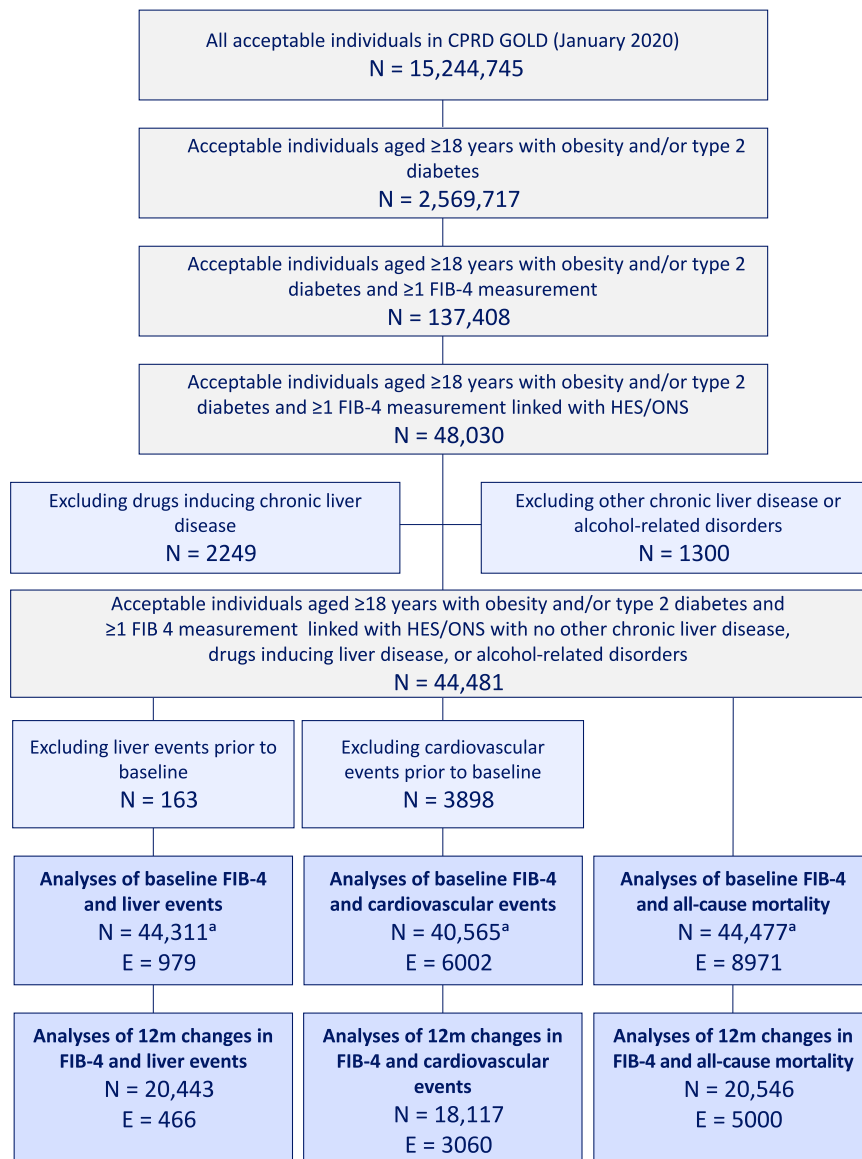 All acceptable individuals in CPRD GOLD (January 2020)
N = 15,244,745
Acceptable individuals aged ≥18 years with obesity and/or type 2
diabetes
N = 2,569,717
Acceptable individuals aged ≥18 years with obesity and/or type 2
diabetes and ≥1 FIB-4 measurement
N = 137,408
Acceptable individuals aged ≥18 years with obesity and/or type 2
diabetes and ≥1 FIB-4 measurement linked with HES/ONS
N = 48,030
Excluding drugs inducing chronic liver
disease
N = 2249
Excluding other chronic liver disease or
alcohol-related disorders
N = 1300
Acceptable individuals aged ≥18 years with obesity and/or type 2 diabetes and
≥1 FIB 4 measurement linked with HES/ONS with no other chronic liver disease,
drugs inducing liver disease, or alcohol-related disorders
N = 44,481
Excluding liver events prior to
baseline
N = 163
Excluding cardiovascular
events prior to baseline
N = 3898
Analyses of baseline FIB-4
and liver events
N = 44,311ᵃ
E = 979
Analyses of baseline FIB-4
and cardiovascular events
N = 40,565ᵃ
E = 6002
Analyses of baseline FIB-4
and all-cause mortality
N = 44,477ᵃ
E = 8971
Analyses of 12m changes in
FIB-4 and liver events
N = 20,443
E = 466
Analyses of 12m changes in
FIB-4 and cardiovascular
events
N = 18,117
E = 3060
Analyses of 12m changes in
FIB-4 and all-cause mortality
N = 20,546
E = 5000